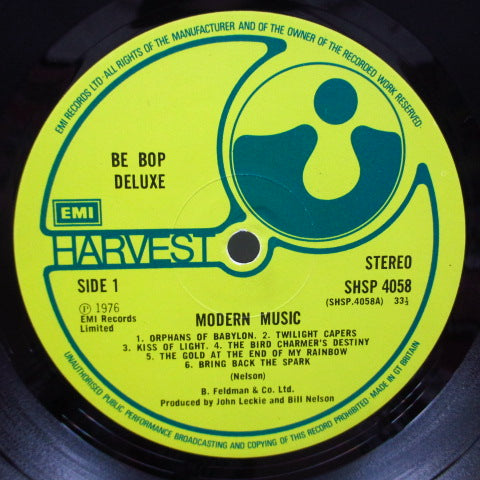 EMI RECORDS LTD · ALL RIGHTS OF THE MANUFACTURER AND OF THE OWNER OF THE RECORDED WORK RESERVED ·
BE BOP
DELUXE
EMI
HARVEST
SIDE 1
STEREO
SHSP 4058
(SHSP.4058A) 33⅓
Ⓟ 1976
EMI Records
Limited
MODERN MUSIC
1. ORPHANS OF BABYLON. 2. TWILIGHT CAPERS
3. KISS OF LIGHT. 4. THE BIRD CHARMER'S DESTINY
5. THE GOLD AT THE END OF MY RAINBOW
6. BRING BACK THE SPARK
(Nelson)
B. Feldman & Co. Ltd.
Produced by John Leckie and Bill Nelson
UNAUTHORISED PUBLIC PERFORMANCE BROADCASTING AND COPYING OF THIS RECORD PROHIBITED MADE IN GT BRITAIN